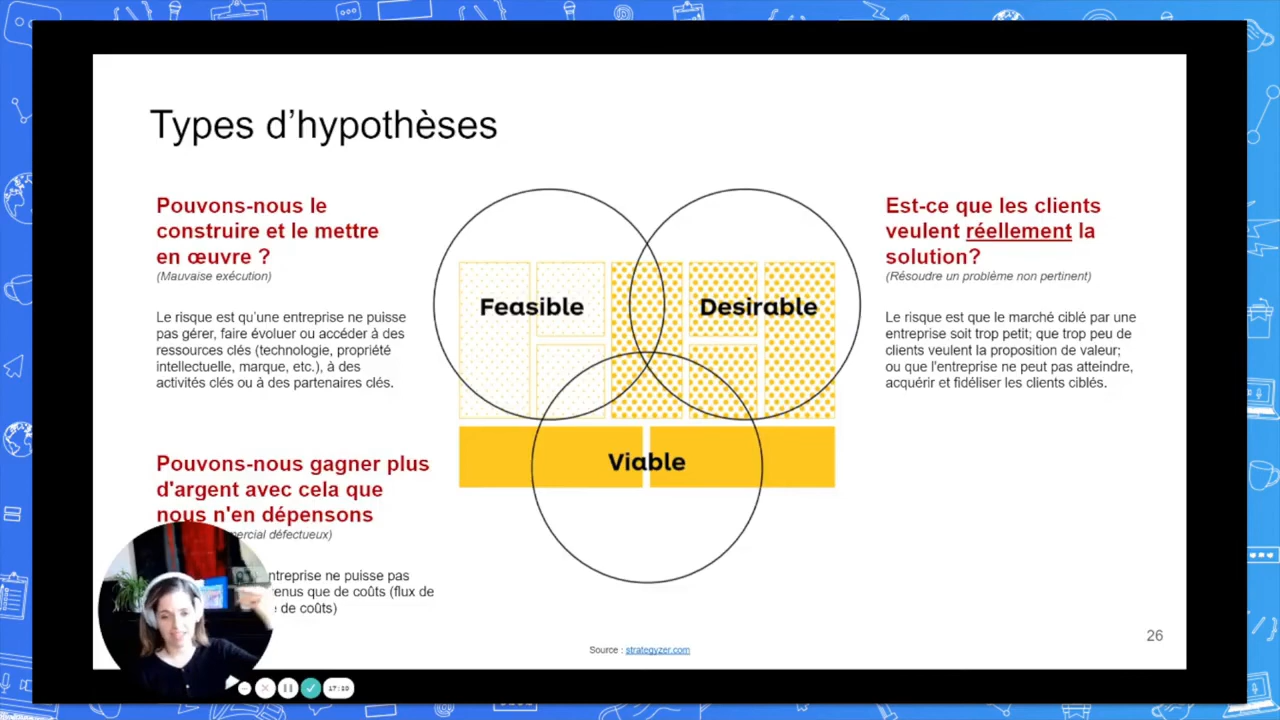 Types d'hypothèses
Pouvons-nous le
construire et le mettre
en œuvre ?
(Mauvaise exécution)
Le risque est qu'une entreprise ne puisse
pas gérer, faire évoluer ou accéder à des
ressources clés (technologie, propriété
intellectuelle, marque, etc.), à des
activités clés ou à des partenaires clés.
Feasible
Desirable
Viable
Est-ce que les clients
veulent réellement la
solution?
(Résoudre un problème non pertinent)
Le risque est que le marché ciblé par une
entreprise soit trop petit; que trop peu de
clients veulent la proposition de valeur;
ou que l'entreprise ne peut pas atteindre,
acquérir et fidéliser les clients ciblés.
Pouvons-nous gagner plus
d'argent avec cela que
nous n'en dépensons
défectueux)
ne puisse pas
que de coûts (flux de
de coûts)
Source : strategyzer.com
26
17:10